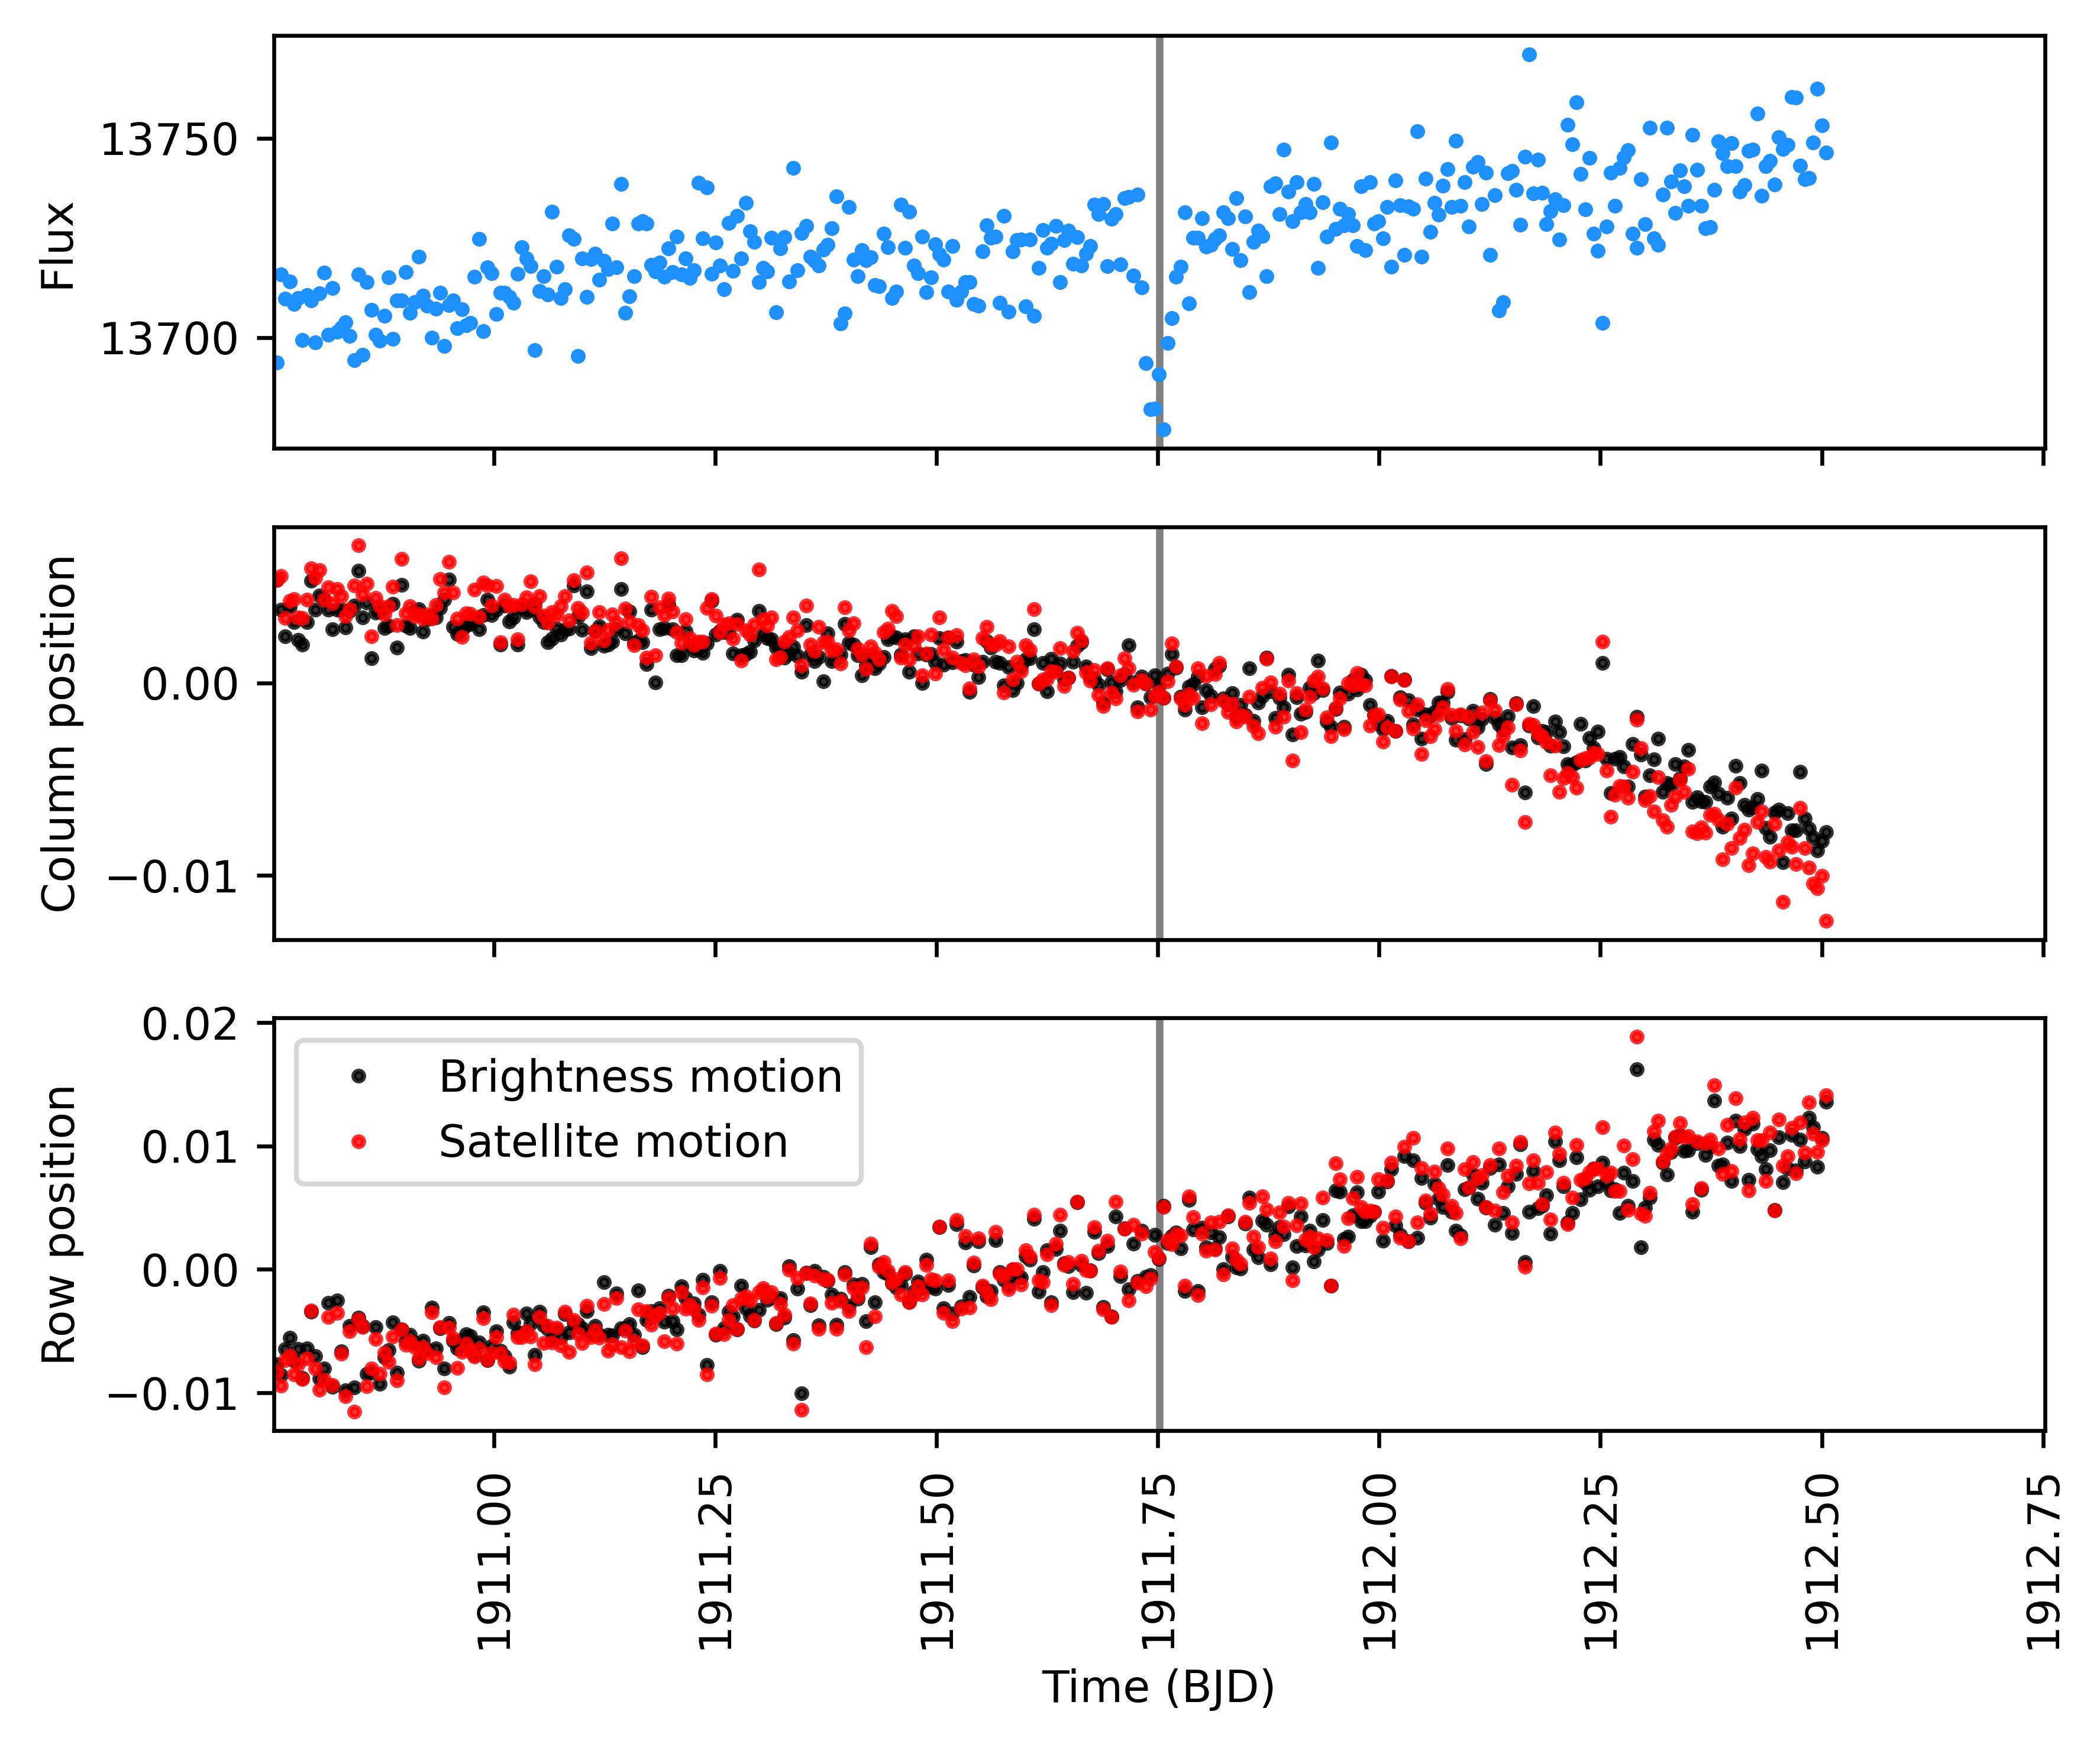 Flux
13750
13700
Column position
0.00
−0.01
Row position
0.02
0.01
0.00
−0.01
Brightness motion
Satellite motion
1911.00
1911.25
1911.50
1911.75
1912.00
1912.25
1912.50
1912.75
Time (BJD)